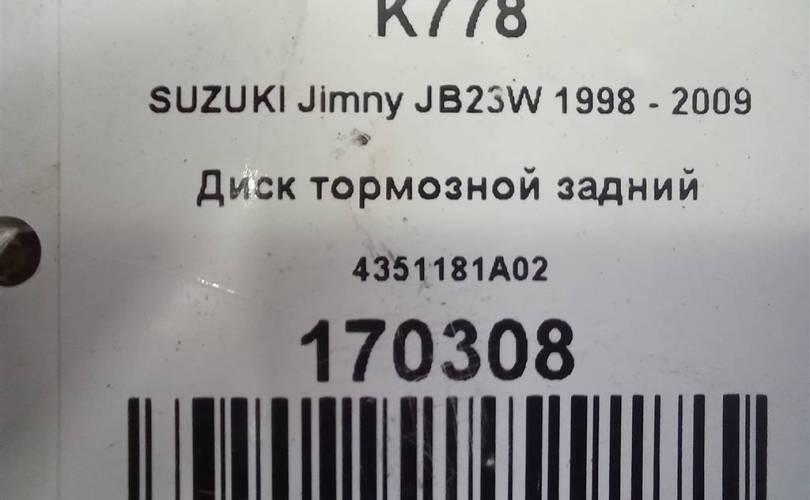 K778
SUZUKI Jimny JB23W 1998 - 2009
Диск тормозной задний
4351181A02
170308